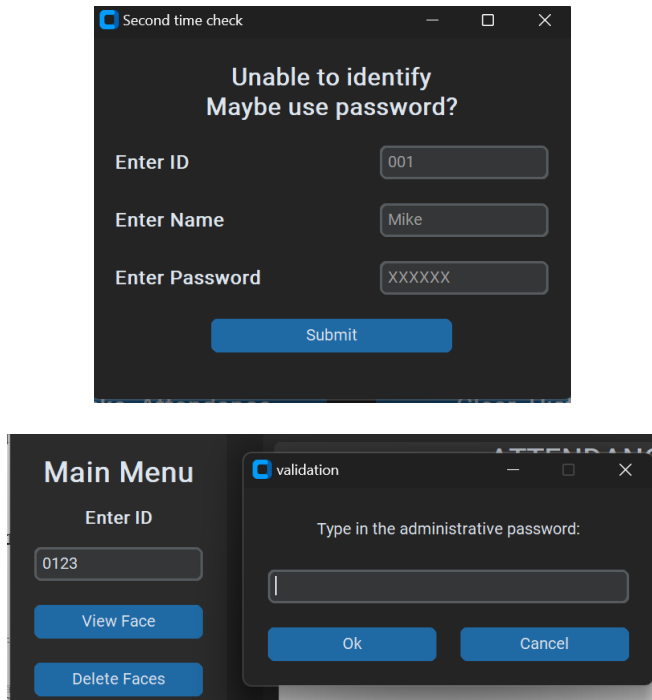 Second time check
Unable to identify
Maybe use password?
Enter ID
001
Enter Name
Mike
Enter Password
XXXXXX
Submit
Main Menu
Enter ID
0123
View Face
Delete Faces
validation
Type in the administrative password:
Ok
Cancel